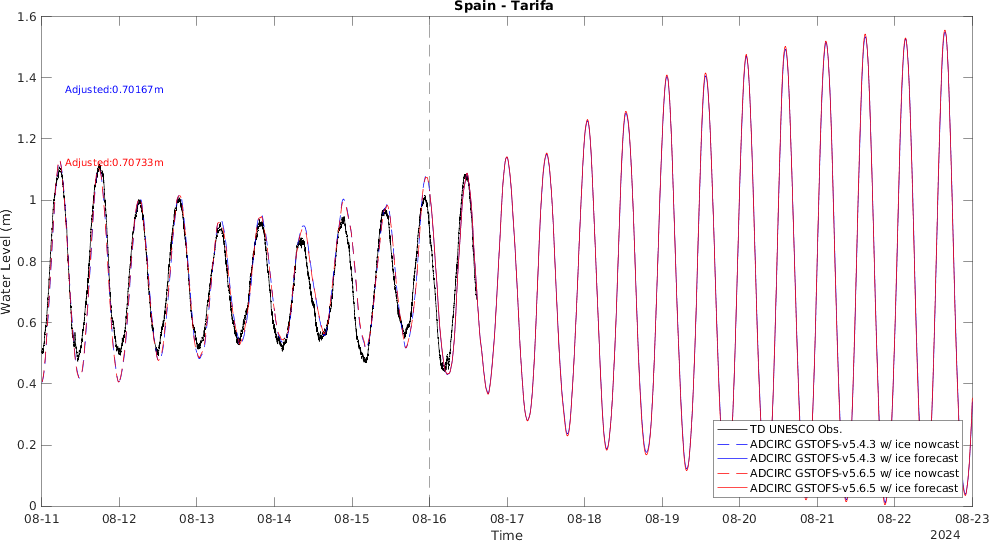 Spain - Tarifa
Water Level (m)
1.6
1.4
1.2
1
0.8
0.6
0.4
0.2
0
Adjusted:0.70167m
Adjusted:0.70733m
TD UNESCO Obs.
ADCIRC GSTOFS-v5.4.3 w/ ice nowcast
ADCIRC GSTOFS-v5.4.3 w/ ice forecast
ADCIRC GSTOFS-v5.6.5 w/ ice nowcast
ADCIRC GSTOFS-v5.6.5 w/ ice forecast
08-11 08-12 08-13 08-14 08-15 08-16 08-17 08-18 08-19 08-20 08-21 08-22 08-23
Time
2024